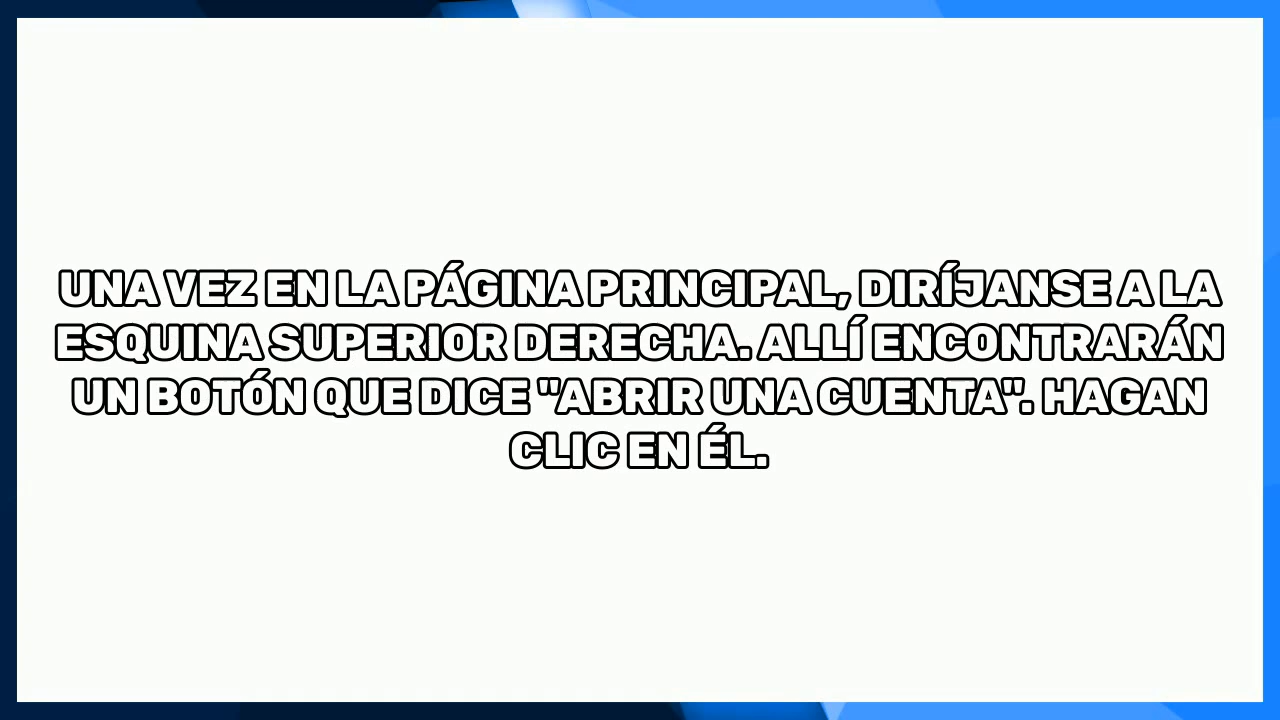 UNA VEZ EN LA PÁGINA PRINCIPAL, DIRÍJANSE A LA
ESQUINA SUPERIOR DERECHA. ALLÍ ENCONTRARÁN
UN BOTÓN QUE DICE "ABRIR UNA CUENTA". HAGAN
CLIC EN ÉL.